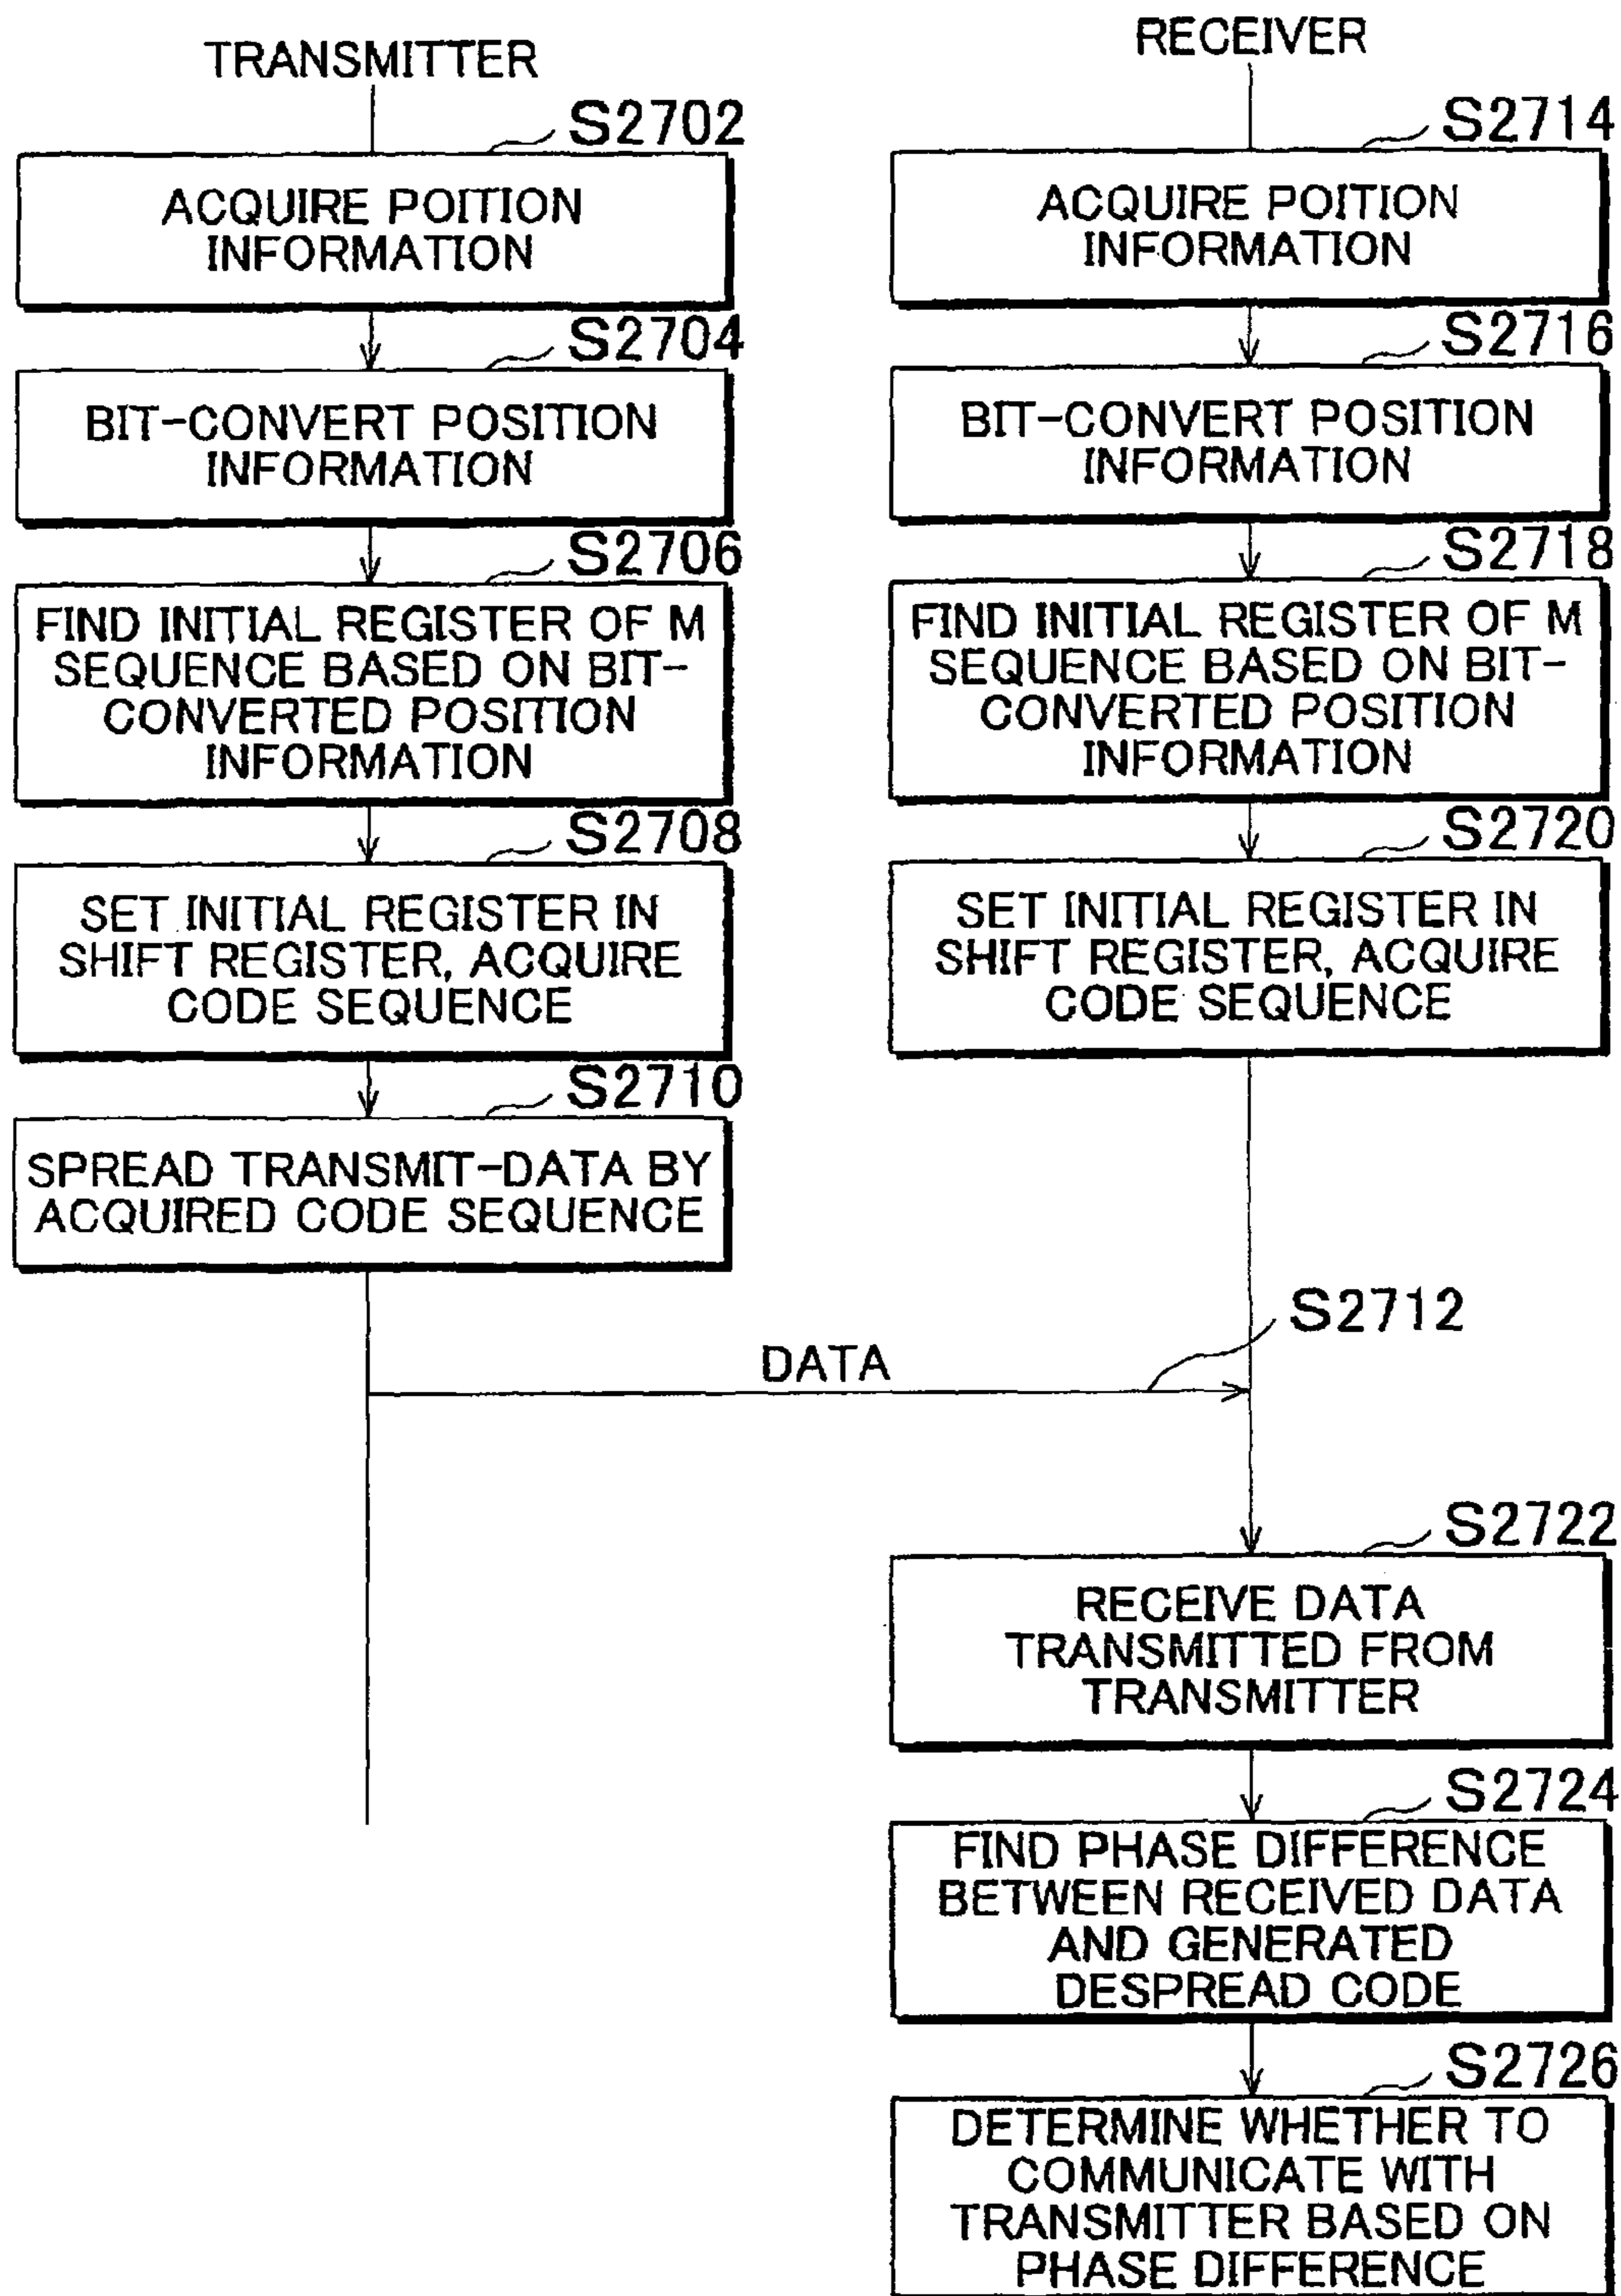 TRANSMITTER
S2702
ACQUIRE POITION
INFORMATION
S2704
BIT-CONVERT POSITION
INFORMATION
S2706
FIND INITIAL REGISTER OF M
SEQUENCE BASED ON BIT-
CONVERTED POSITION
INFORMATION
S2708
SET INITIAL REGISTER IN
SHIFT REGISTER, ACQUIRE
CODE SEQUENCE
S2710
SPREAD TRANSMIT-DATA BY
ACQUIRED CODE SEQUENCE
RECEIVER
S2714
ACQUIRE POITION
INFORMATION
S2716
BIT-CONVERT POSITION
INFORMATION
S2718
FIND INITIAL REGISTER OF M
SEQUENCE BASED ON BIT-
CONVERTED POSITION
INFORMATION
S2720
SET INITIAL REGISTER IN
SHIFT REGISTER, ACQUIRE
CODE SEQUENCE
S2712
DATA
S2722
RECEIVE DATA
TRANSMITTED FROM
TRANSMITTER
S2724
FIND PHASE DIFFERENCE
BETWEEN RECEIVED DATA
AND GENERATED
DESPREAD CODE
S2726
DETERMINE WHETHER TO
COMMUNICATE WITH
TRANSMITTER BASED ON
PHASE DIFFERENCE